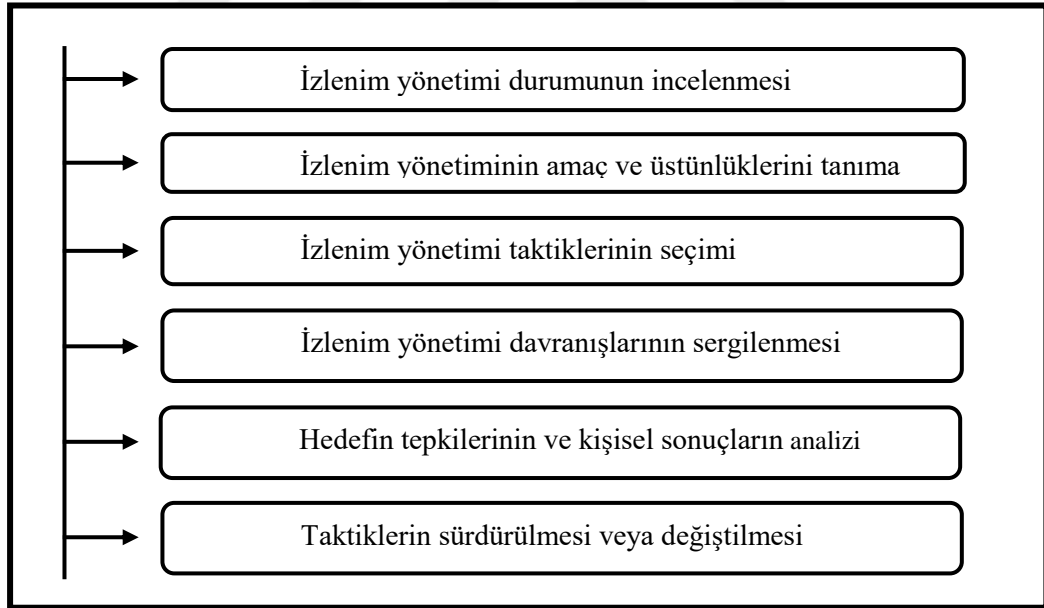 İzlenim yönetimi durumunun incelenmesi
İzlenim yönetiminin amaç ve üstünlüklerini tanıma
İzlenim yönetimi taktiklerinin seçimi
İzlenim yönetimi davranışlarının sergilenmesi
Hedefin tepkilerinin ve kişisel sonuçların analizi
Taktiklerin sürdürülmesi veya değiştilmesi